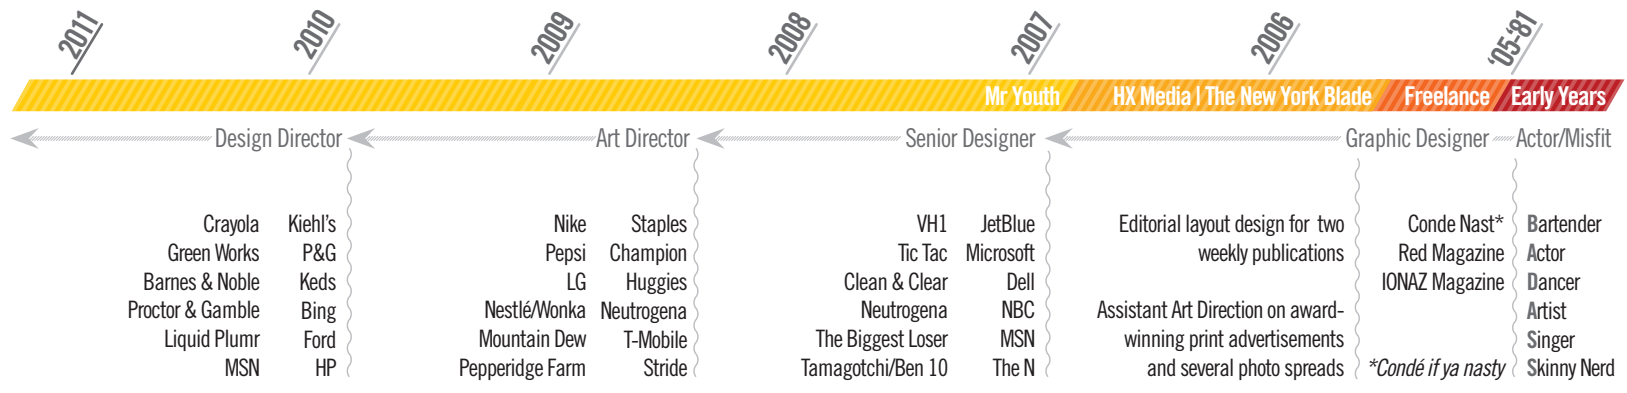 2011 2010 2009 2008 2007 2006 '05-'81
Mr Youth HX Media | The New York Blade Freelance Early Years
Design Director Art Director Senior Designer Graphic Designer Actor/Misfit
Crayola Kiehl's Nike Staples VH1 JetBlue Editorial layout design for two Conde Nast* Bartender
Green Works P&G Pepsi Champion Tic Tac Microsoft weekly publications Red Magazine Actor
Barnes & Noble Keds LG Huggies Clean & Clear Dell IONAZ Magazine Dancer
Proctor & Gamble Bing Nestlé/Wonka Neutrogena Neutrogena NBC Assistant Art Direction on award- Artist
Liquid Plumr Ford Mountain Dew T-Mobile The Biggest Loser MSN winning print advertisements Singer
MSN HP Pepperidge Farm Stride Tamagotchi/Ben 10 The N and several photo spreads *Condé if ya nasty Skinny Nerd